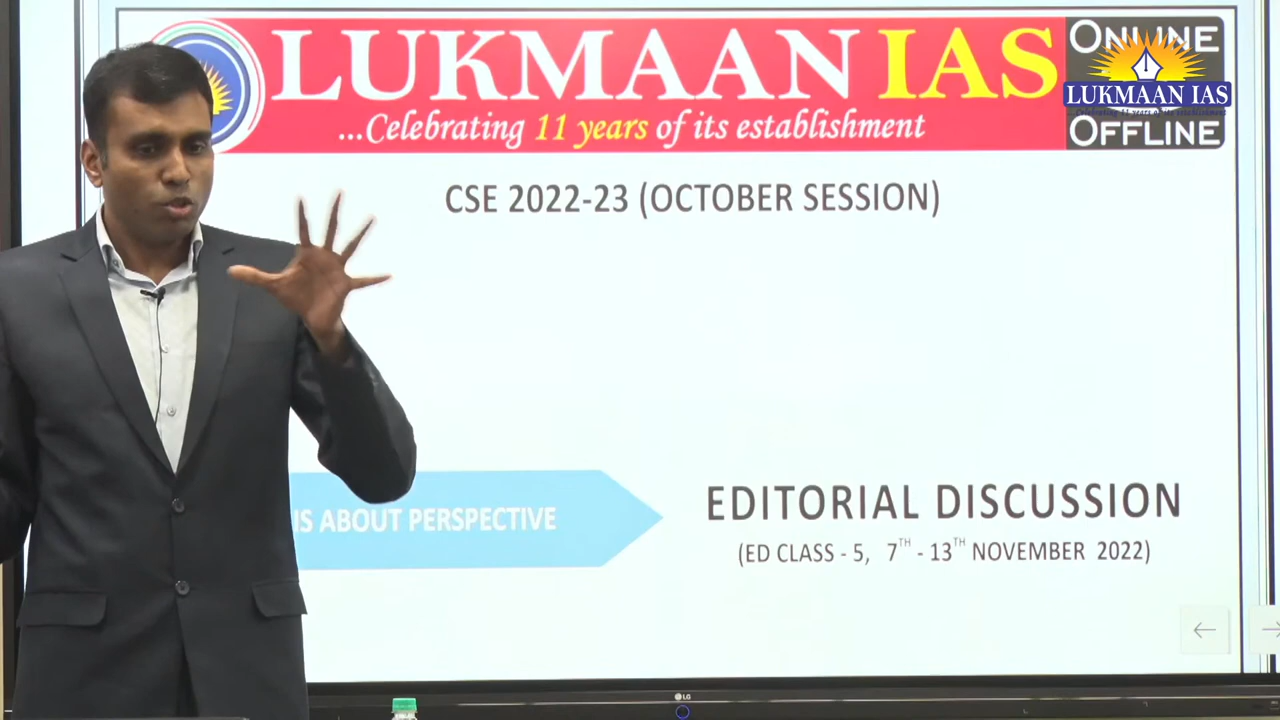 LUKMAAN IAS
...Celebrating 11 years of its establishment
ONLINE
LUKMAAN IAS
OFFLINE
CSE 2022-23 (OCTOBER SESSION)
IS ABOUT PERSPECTIVE
EDITORIAL DISCUSSION
(ED CLASS - 5, 7TH - 13TH NOVEMBER 2022)
LG